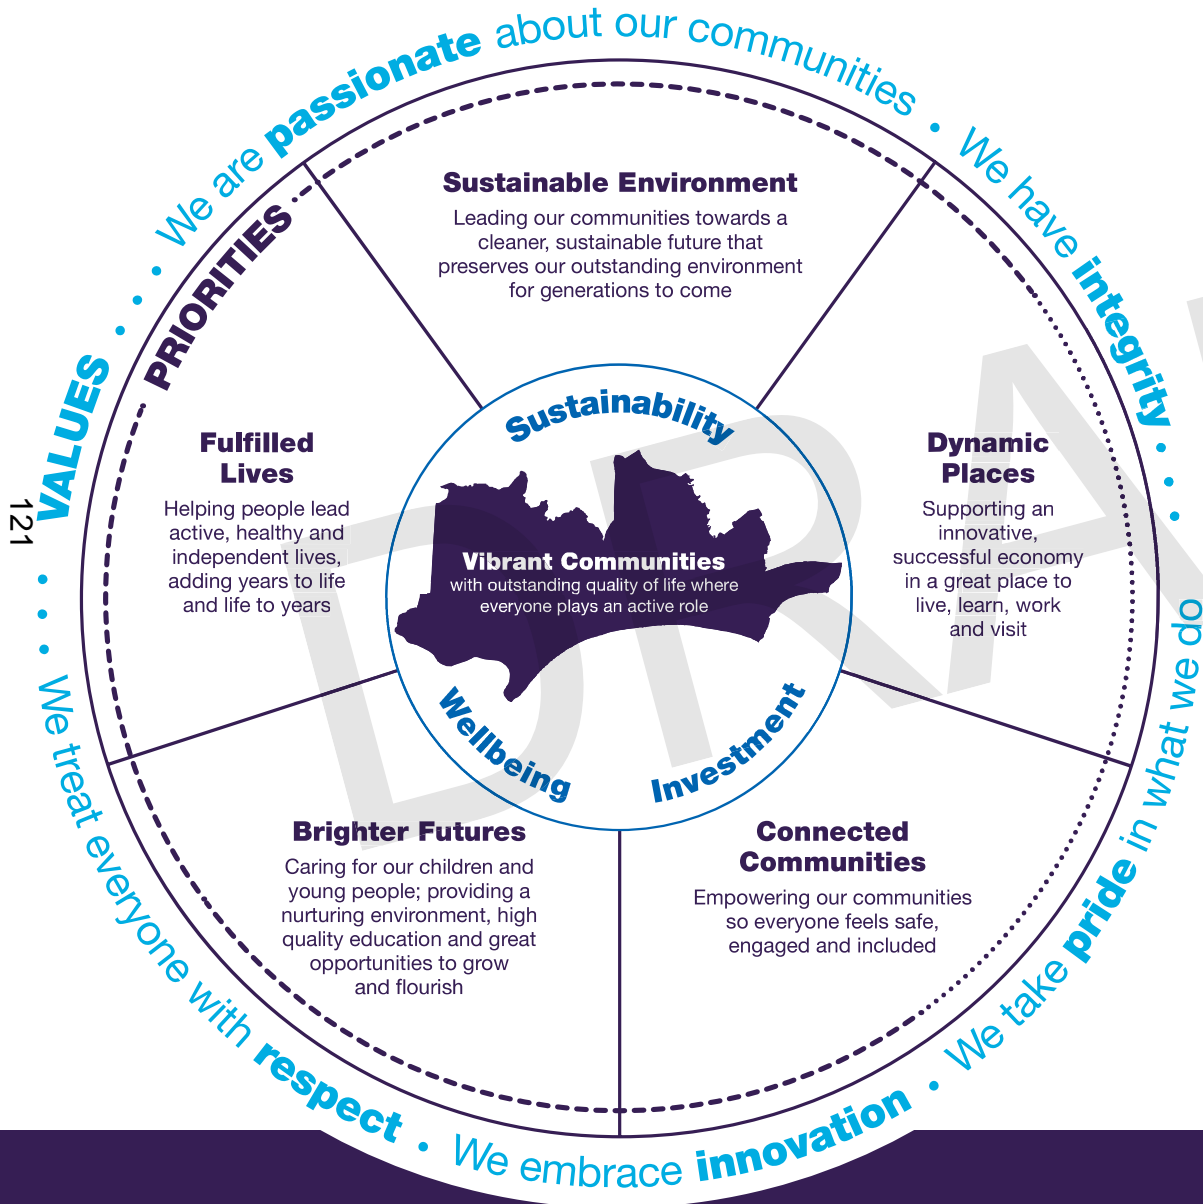 VALUES
We are passionate about our communities
We have integrity
We take pride in what we do
We embrace innovation
We treat everyone with respect
PRIORITIES
Sustainable Environment
Leading our communities towards a
cleaner, sustainable future that
preserves our outstanding environment
for generations to come
Dynamic
Places
Supporting an
innovative,
successful economy
in a great place to
live, learn, work
and visit
Connected
Communities
Empowering our communities
so everyone feels safe,
engaged and included
Brighter Futures
Caring for our children and
young people; providing a
nurturing environment, high
quality education and great
opportunities to grow
and flourish
Fulfilled
Lives
Helping people lead
active, healthy and
independent lives,
adding years to life
and life to years
Sustainability
Investment
Wellbeing
Vibrant Communities
with outstanding quality of life where
everyone plays an active role
121
DRA